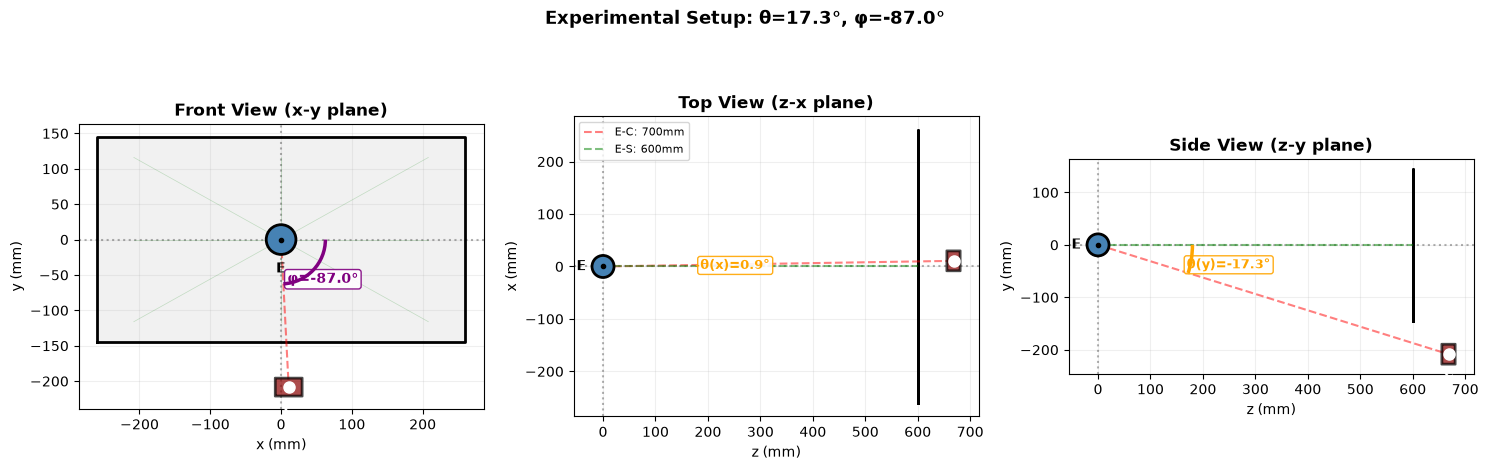 Experimental Setup: θ=17.3°, φ=-87.0°
Front View (x-y plane)
150
100
50
0
−50
−100
−150
−200
y (mm)
E
φ=-87.0°
−200
−100
0
100
200
x (mm)
Top View (z-x plane)
E-C: 700mm
E-S: 600mm
200
100
0
−100
−200
x (mm)
E
θ(x)=0.9°
0
100
200
300
400
500
600
700
z (mm)
Side View (z-y plane)
100
0
−100
−200
y (mm)
E
θ(y)=-17.3°
0
100
200
300
400
500
600
700
z (mm)